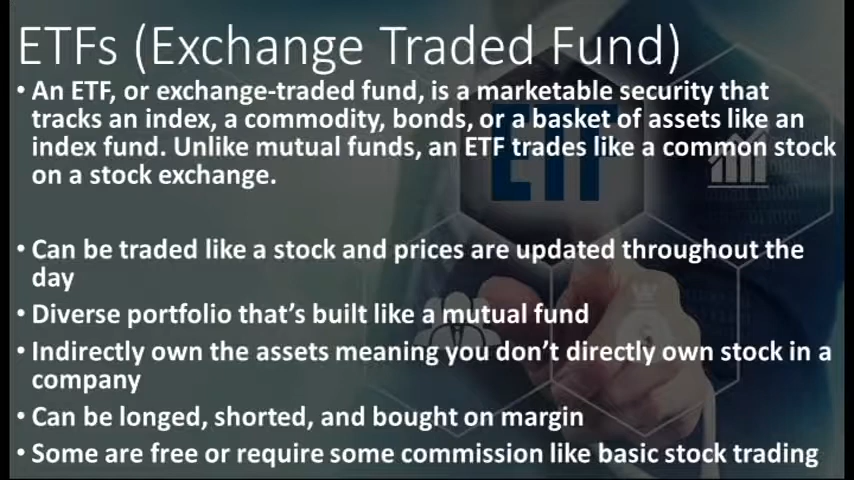 ETFs (Exchange Traded Fund)
• An ETF, or exchange-traded fund, is a marketable security that
tracks an index, a commodity, bonds, or a basket of assets like an
index fund. Unlike mutual funds, an ETF trades like a common stock
on a stock exchange.
ETF
• Can be traded like a stock and prices are updated throughout the
day
• Diverse portfolio that's built like a mutual fund
• Indirectly own the assets meaning you don't directly own stock in a
company
• Can be longed, shorted, and bought on margin
• Some are free or require some commission like basic stock trading